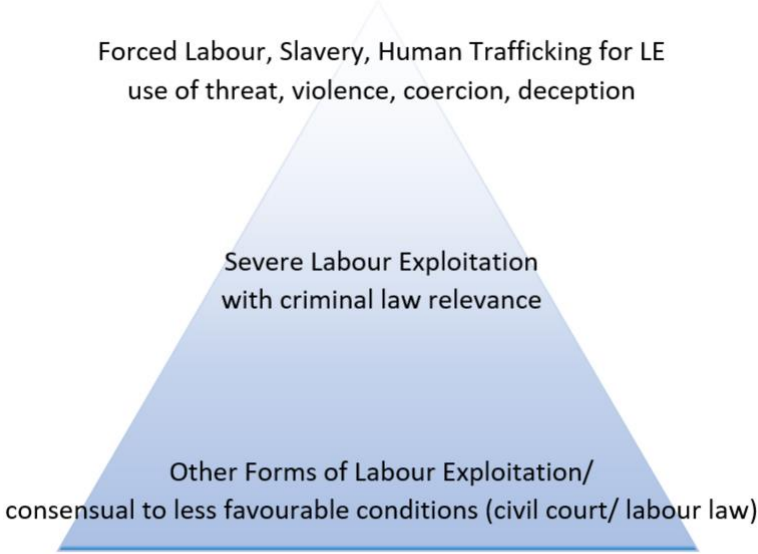 Forced Labour, Slavery, Human Trafficking for LE
use of threat, violence, coercion, deception
Severe Labour Exploitation
with criminal law relevance
Other Forms of Labour Exploitation/
consensual to less favourable conditions (civil court/ labour law)